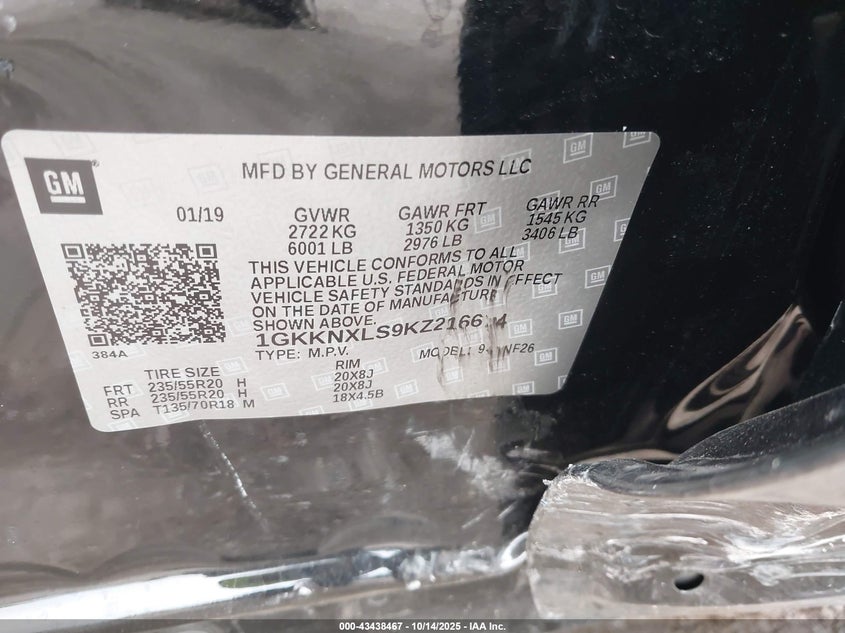 GM
MFD BY GENERAL MOTORS LLC
01/19 GVWR GAWR FRT GAWR RR
2722 KG 1350 KG 1545 KG
6001 LB 2976 LB 3406 LB
THIS VEHICLE CONFORMS TO ALL
APPLICABLE U.S. FEDERAL MOTOR
VEHICLE SAFETY STANDARDS IN EFFECT
ON THE DATE OF MANUFACTURE
SHOWN ABOVE.
384A
TYPE: M.P.V. MODEL:
TIRE SIZE RIM
FRT 235/55R20 H 20X8J
RR 235/55R20 H 20X8J
SPA T135/70R18 M 18X4.5B
000-43438467 - 10/14/2025 - IAA Inc.